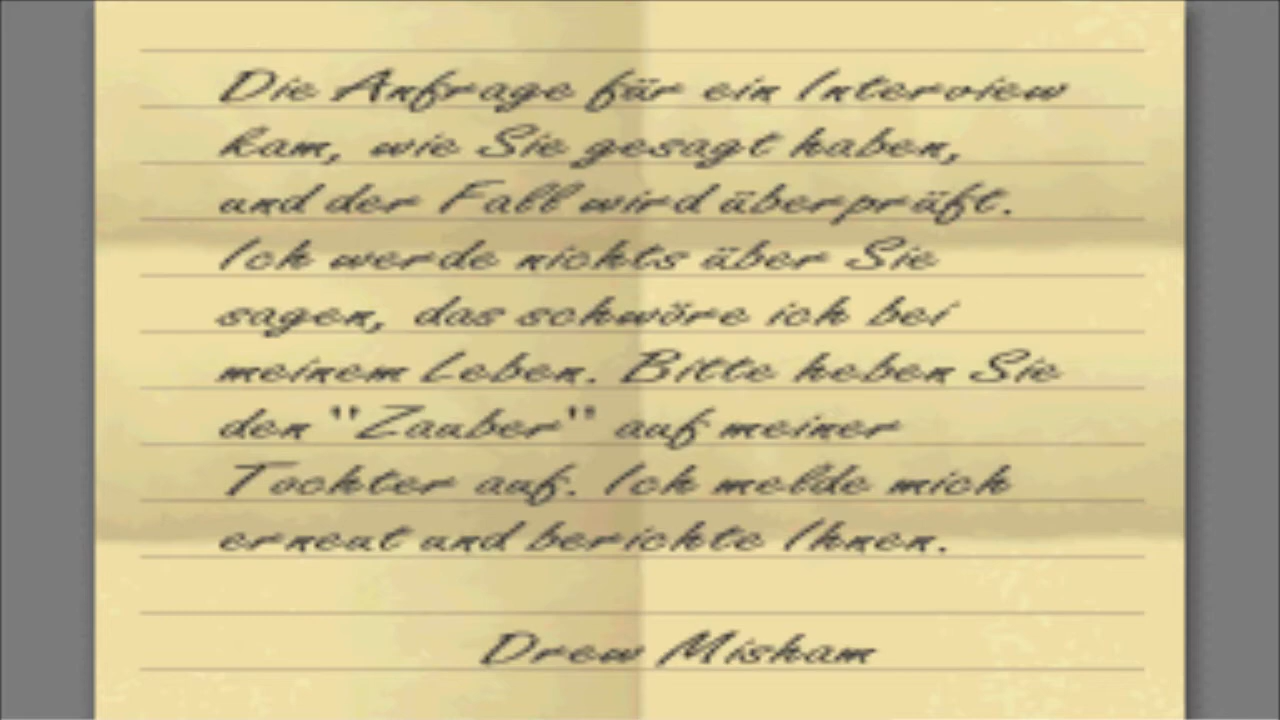 Die Anfrage für ein Interview
kam, wie Sie gesagt haben,
und der Fall wird überprüft.
Ich werde nichts über Sie
sagen, das schwöre ich bei
meinem Leben. Bitte heben Sie
den "Zauber" auf meiner
Tochter auf. Ich melde mich
erneut und berichte Ihnen.
Drew Misham